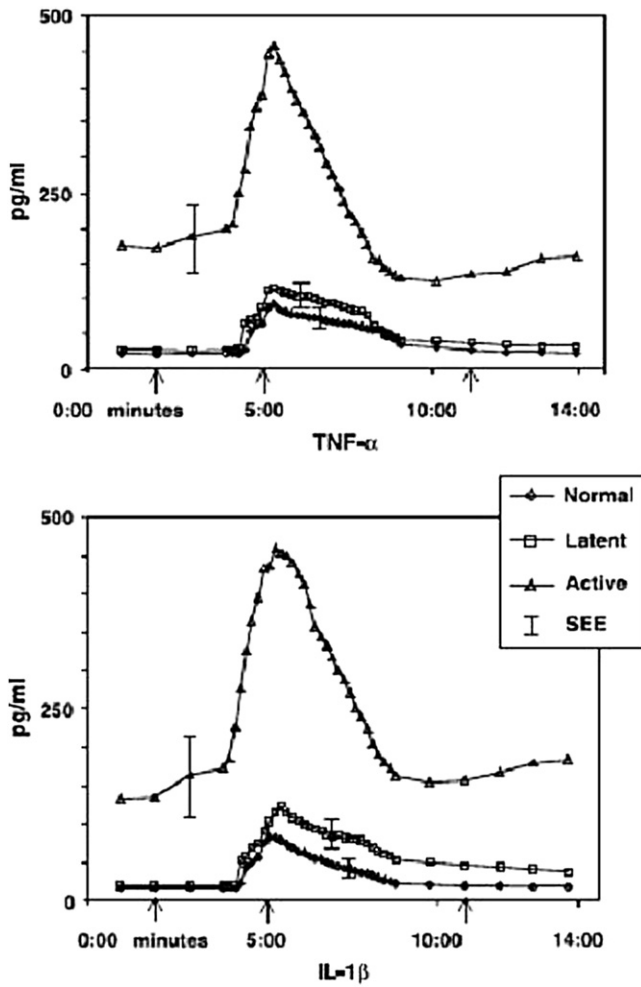 500
pg/ml
250
0
0:00 minutes 5:00 10:00 14:00
TNF=α
500
Normal
Latent
Active
SEE
pg/ml
250
0
0:00 minutes 5:00 10:00 14:00
IL=1β